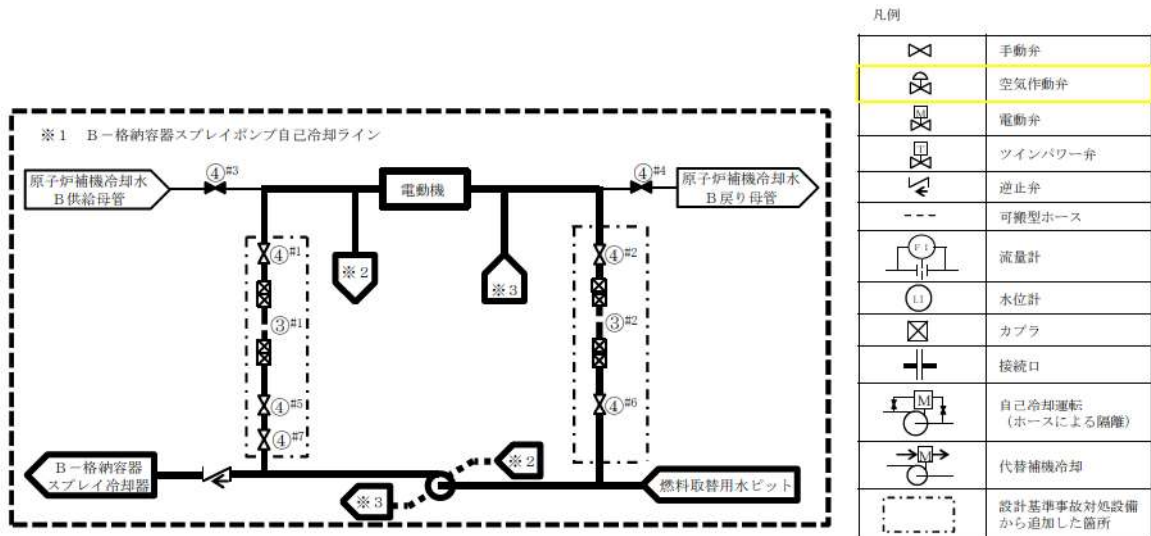 凡例
手動弁
空気作動弁
M
電動弁
T
ツインパワー弁
逆止弁
可搬型ホース
F I
流量計
LI
水位計
カプラ
接続口
M
自己冷却運転
(ホースによる隔離)
M
代替補機冷却
設計基準事故対処設備
から追加した箇所
※1 B-格納容器スプレイポンプ自己冷却ライン
原子炉補機冷却水
B供給母管
④#3
電動機
④#4
原子炉補機冷却水
B戻り母管
④#1
※2
※3
④#2
③#1
③#2
④#5
④#6
④#7
B-格納容器
スプレイ冷却器
※2
※3
燃料取替用水ピット